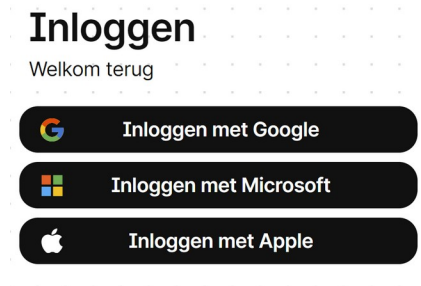 Inloggen
Welkom terug
Inloggen met Google
Inloggen met Microsoft
Inloggen met Apple